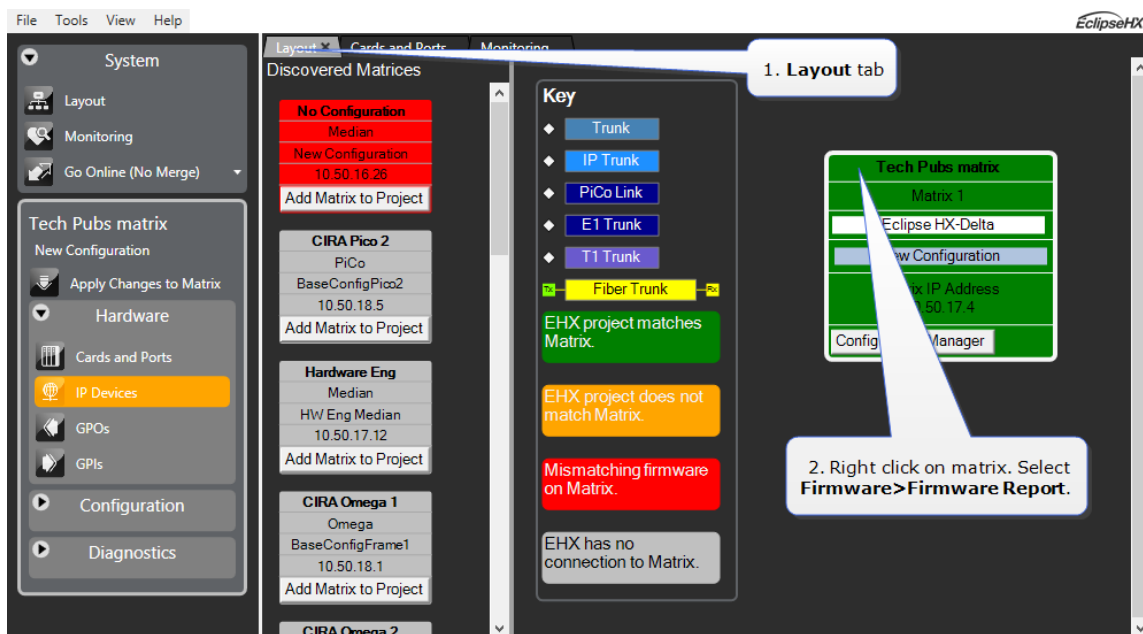 File Tools View Help
EclipseHX
System
Layout
Monitoring
Go Online (No Merge)
Tech Pubs matrix
New Configuration
Apply Changes to Matrix
Hardware
Cards and Ports
IP Devices
GPOs
GPIs
Configuration
Diagnostics
Layout Cards and Ports Monitoring
Discovered Matrices
No Configuration
Median
New Configuration
10.50.16.26
Add Matrix to Project
CIRA Pico 2
PiCo
BaseConfigPico2
10.50.18.5
Add Matrix to Project
Hardware Eng
Median
HW Eng Median
10.50.17.12
Add Matrix to Project
CIRA Omega 1
Omega
BaseConfigFrame1
10.50.18.1
Add Matrix to Project
CIRA Omega 2
Key
Trunk
IP Trunk
PiCo Link
E1 Trunk
T1 Trunk
Tx Fiber Trunk Rx
EHX project matches
Matrix.
EHX project does not
match Matrix.
Mismatching firmware
on Matrix.
EHX has no
connection to Matrix.
1. Layout tab
Tech Pubs matrix
Matrix 1
Eclipse HX-Delta
Configuration
IP Address
50.17.4
Manager
2. Right click on matrix. Select
Firmware>Firmware Report.